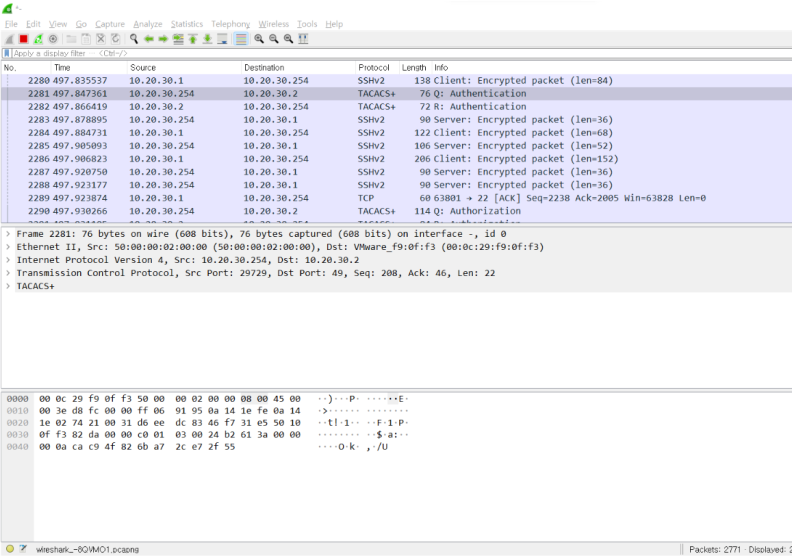 *-
File Edit View Go Capture Analyze Statistics Telephony Wireless Tools Help
Apply a display filter ... <Ctrl-/>
No. Time Source Destination Protocol Length Info
2280 497.835537 10.20.30.1 10.20.30.254 SSHv2 138 Client: Encrypted packet (len=84)
2281 497.847361 10.20.30.254 10.20.30.2 TACACS+ 76 Q: Authentication
2282 497.866419 10.20.30.2 10.20.30.254 TACACS+ 72 R: Authentication
2283 497.878895 10.20.30.254 10.20.30.1 SSHv2 90 Server: Encrypted packet (len=36)
2284 497.884731 10.20.30.1 10.20.30.254 SSHv2 122 Client: Encrypted packet (len=68)
2285 497.905093 10.20.30.254 10.20.30.1 SSHv2 106 Server: Encrypted packet (len=52)
2286 497.906823 10.20.30.1 10.20.30.254 SSHv2 206 Client: Encrypted packet (len=152)
2287 497.920750 10.20.30.254 10.20.30.1 SSHv2 90 Server: Encrypted packet (len=36)
2288 497.923177 10.20.30.254 10.20.30.1 SSHv2 90 Server: Encrypted packet (len=36)
2289 497.923874 10.20.30.1 10.20.30.254 TCP 60 63801 → 22 [ACK] Seq=2238 Ack=2005 Win=63828 Len=0
2290 497.930266 10.20.30.254 10.20.30.2 TACACS+ 114 Q: Authorization
> Frame 2281: 76 bytes on wire (608 bits), 76 bytes captured (608 bits) on interface -, id 0
> Ethernet II, Src: 50:00:00:02:00:00 (50:00:00:02:00:00), Dst: VMware_f9:0f:f3 (00:0c:29:f9:0f:f3)
> Internet Protocol Version 4, Src: 10.20.30.254, Dst: 10.20.30.2
> Transmission Control Protocol, Src Port: 29729, Dst Port: 49, Seq: 208, Ack: 46, Len: 22
> TACACS+
0000 00 0c 29 f9 0f f3 50 00 00 02 00 00 08 00 45 00 ··)···P· ······E·
0010 00 3e d8 fc 00 00 ff 06 91 95 0a 14 1e fe 0a 14 ·>······ ········
0020 1e 02 74 21 00 31 d6 ee dc 83 46 f7 31 e5 50 10 ··t!·1·· ··F·1·P·
0030 0f f3 82 da 00 00 c0 01 03 00 24 b2 61 3a 00 00 ········ ··$·a:··
0040 00 0a ca c9 4f 82 6b a7 2c e7 2f 55 ····O·k· ,·/U
wireshark_-8QVMO1.pcapng Packets: 2771 · Displayed: 2